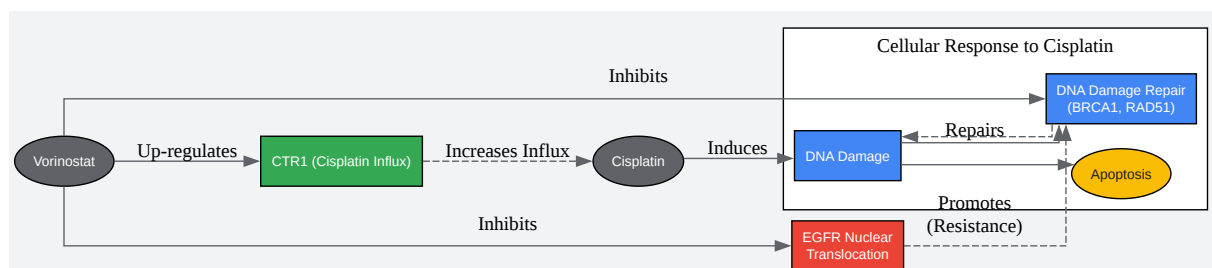 Cellular Response to Cisplatin
Inhibits
DNA Damage Repair
(BRCA1, RAD51)
Repairs
Vorinostat
Up-regulates
CTR1 (Cisplatin Influx)
Increases Influx
Cisplatin
Induces
DNA Damage
Apoptosis
Promotes
(Resistance)
Inhibits
EGFR Nuclear
Translocation